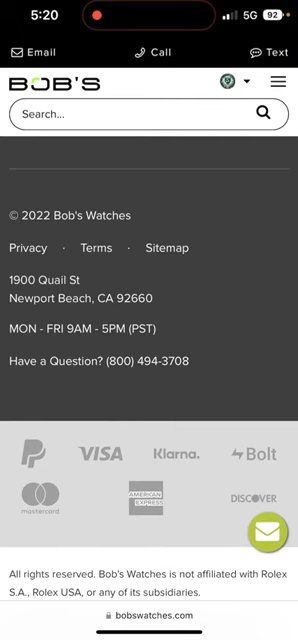 5:20
5G 92
Email Call Text
BOB'S
Search...
© 2022 Bob's Watches
Privacy · Terms · Sitemap
1900 Quail St
Newport Beach, CA 92660
MON - FRI 9AM - 5PM (PST)
Have a Question? (800) 494-3708
VISA Klarna. Bolt
mastercard AMERICAN EXPRESS DISCOVER
All rights reserved. Bob's Watches is not affiliated with Rolex
S.A., Rolex USA, or any of its subsidiaries.
bobswatches.com